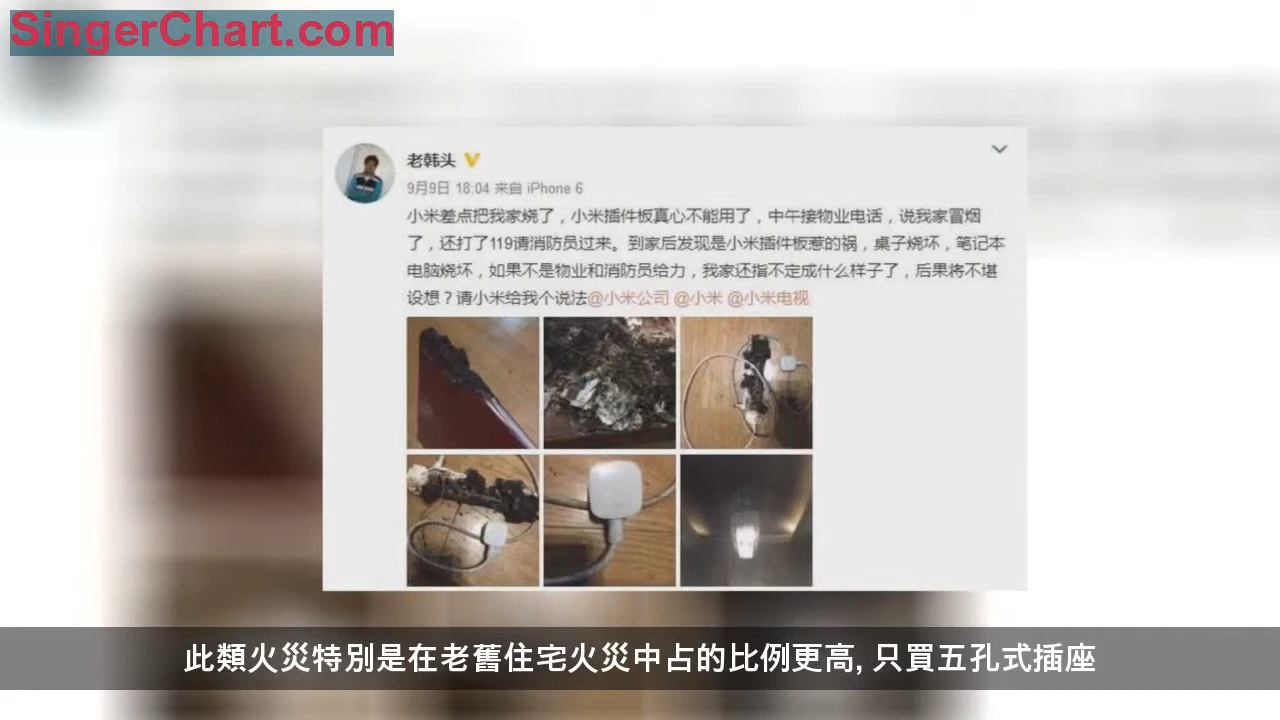 SingerChart.com
老韩头
9月9日 18:04 来自 iPhone 6
小米差点把我家烧了，小米插件板真心不能用了，中午接物业电话，说我家冒烟
了，还打了119请消防员过来。到家后发现是小米插件板惹的祸，桌子烧坏，笔记本
电脑烧坏，如果不是物业和消防员给力，我家还指不定成什么样子了，后果将不堪
设想？请小米给我个说法@小米公司 @小米 @小米电视
此類火災特別是在老舊住宅火災中占的比例更高, 只買五孔式插座